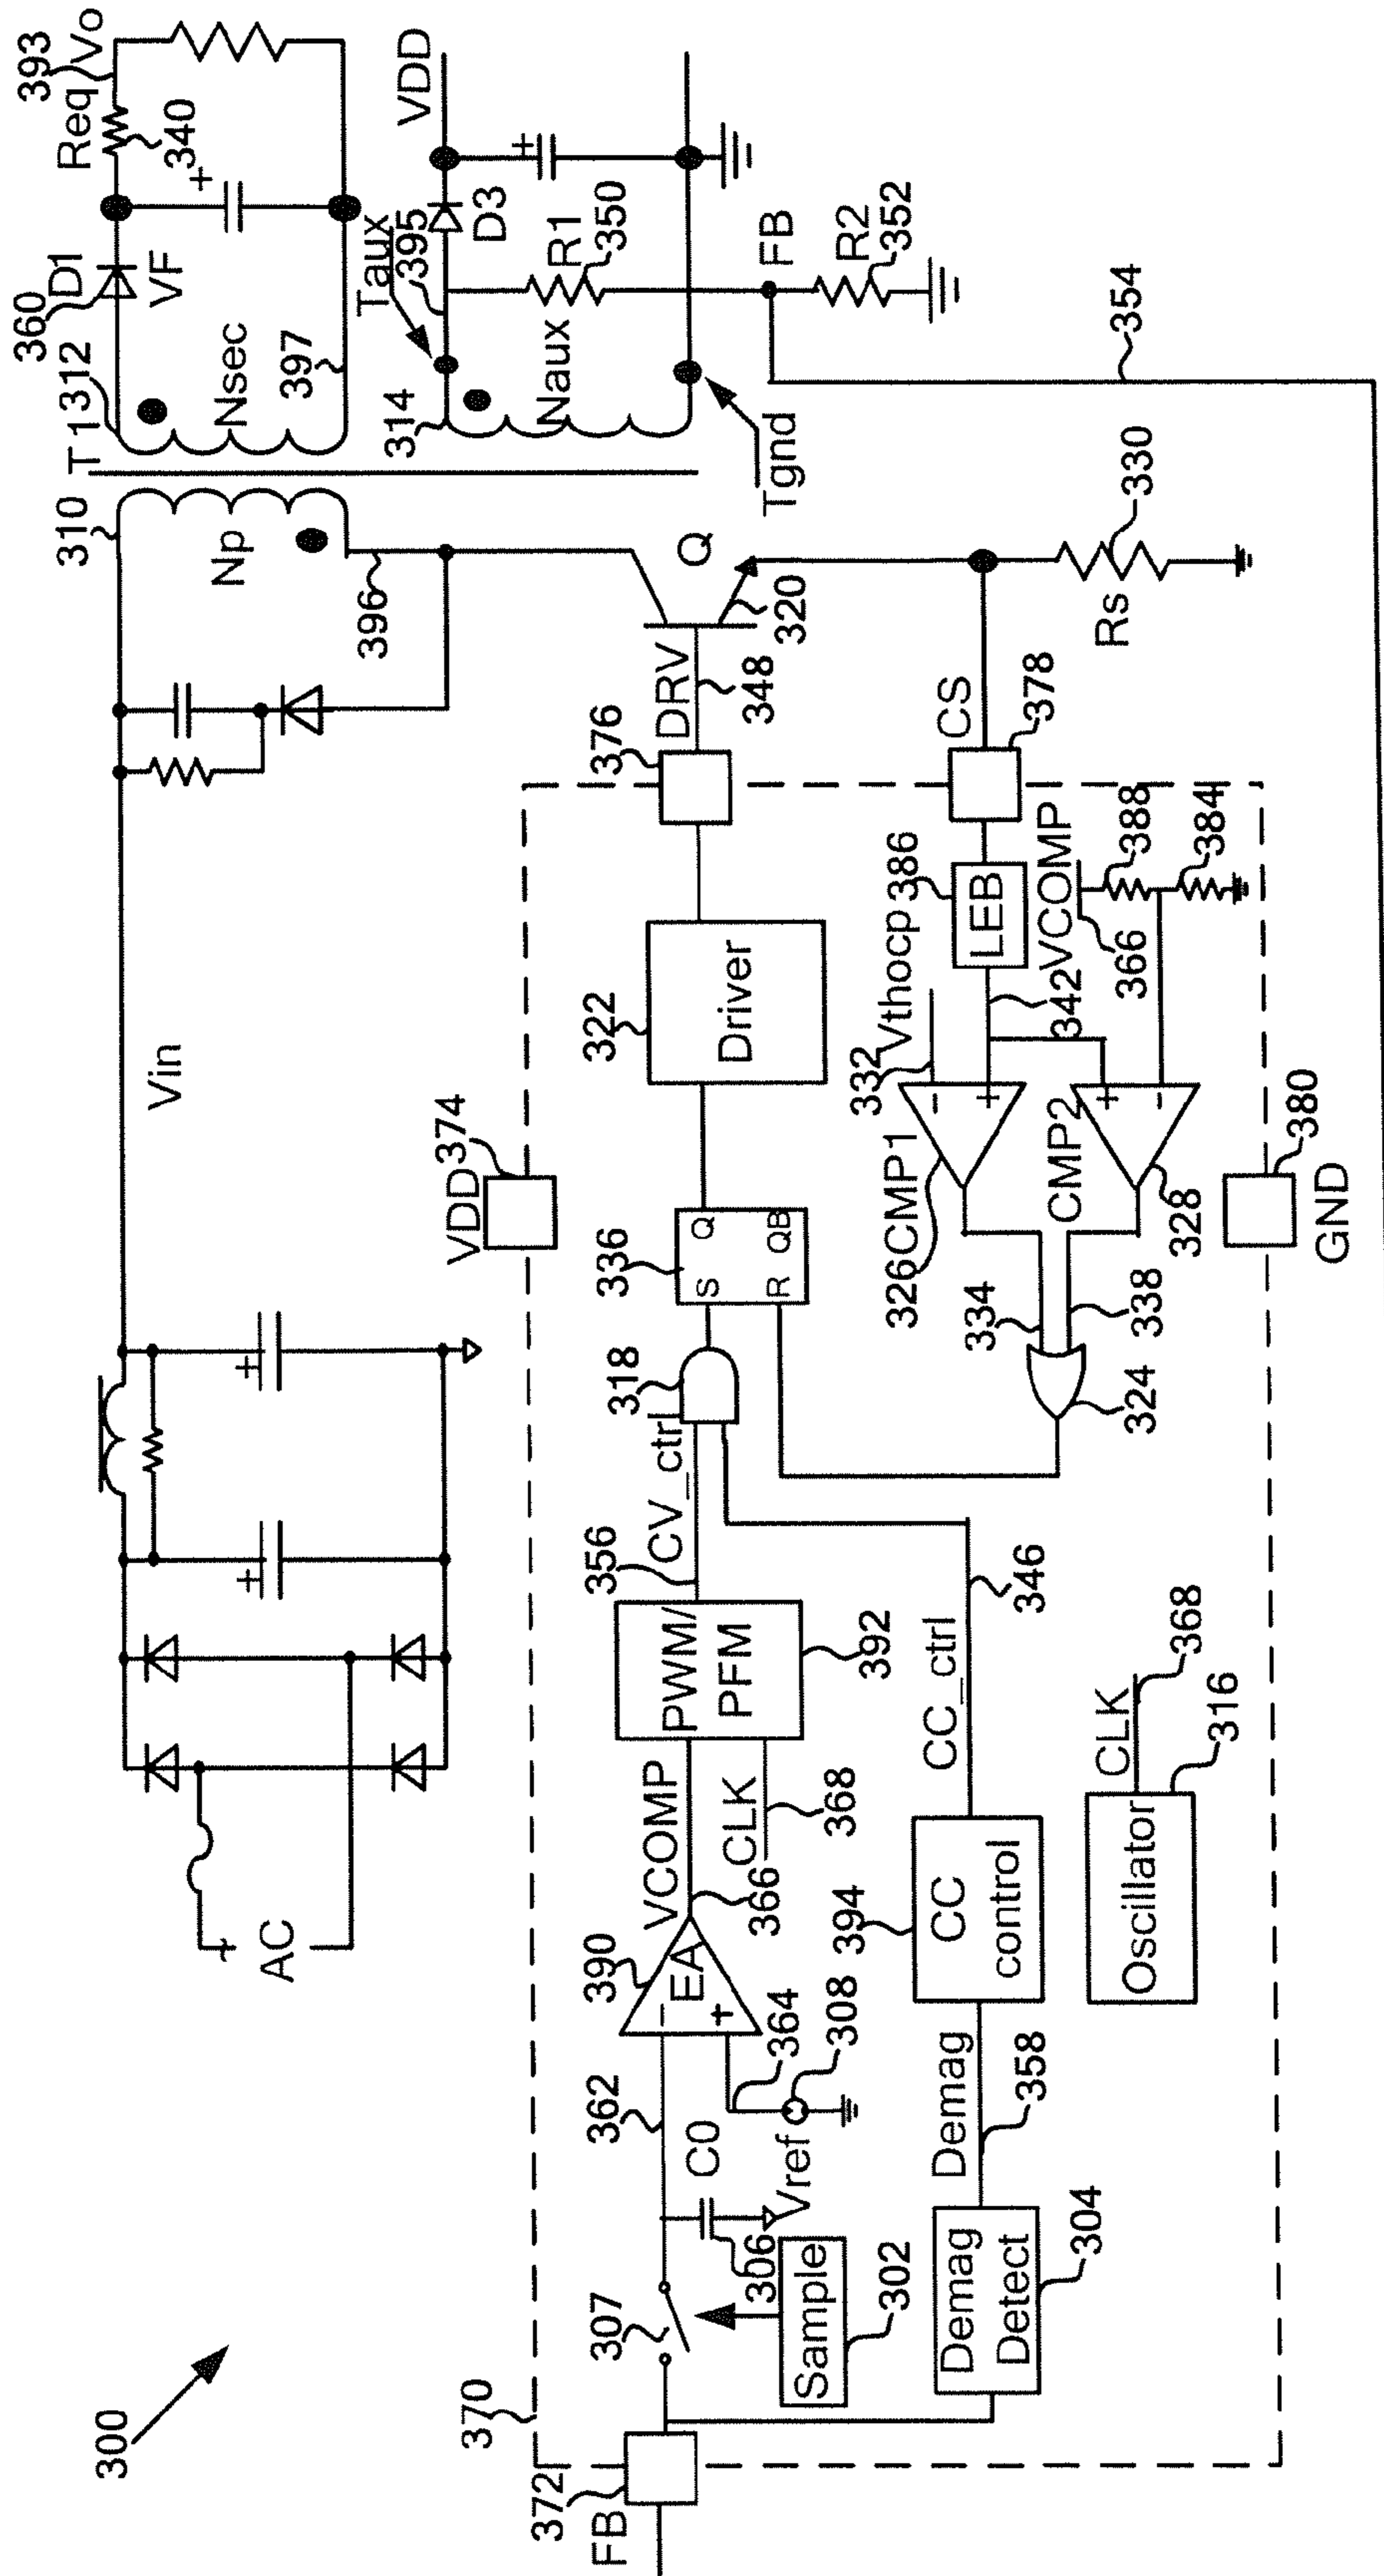 300
AC
Vin
310
Np
396
T1
312
Nsec
397
360
D1
VF
Req
340
393
Vo
314
Naux
Taux
395
D3
VDD
R1
350
Tgnd
FB
R2
352
354
370
FB
372
307
Sample
302
306
C0
362
Vref
308
364
390
EA
VCOMP
366
CLK
368
PWM/
PFM
392
356
CV_ctrl
318
336
S
Q
R
QB
VDD
374
322
Driver
376
DRV
348
Q
320
Demag
Detect
304
Demag
358
394
CC
control
CC_ctrl
346
Oscillator
316
CLK
368
324
334
338
326
CMP1
CMP2
328
332
Vthocp
342
386
LEB
VCOMP
366
388
384
CS
378
Rs
330
380
GND